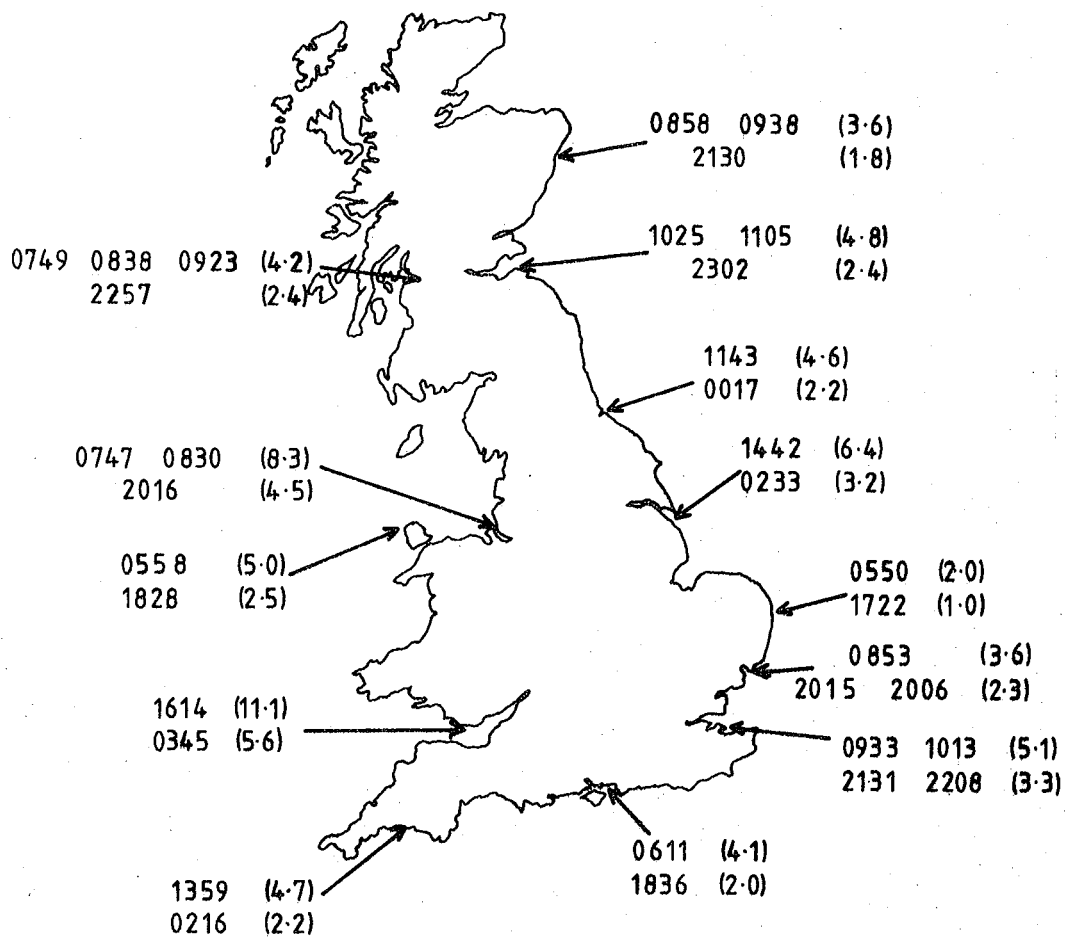 0858 0938 (3·6)
2130 (1·8)
1025 1105 (4·8)
2302 (2·4)
0749 0838 0923 (4·2)
2257 (2·4)
1143 (4·6)
0017 (2·2)
0747 0830 (8·3)
2016 (4·5)
1442 (6·4)
0233 (3·2)
0558 (5·0)
1828 (2·5)
0550 (2·0)
1722 (1·0)
0853 (3·6)
2015 2006 (2·3)
1614 (11·1)
0345 (5·6)
0933 1013 (5·1)
2131 2208 (3·3)
0611 (4·1)
1836 (2·0)
1359 (4·7)
0216 (2·2)